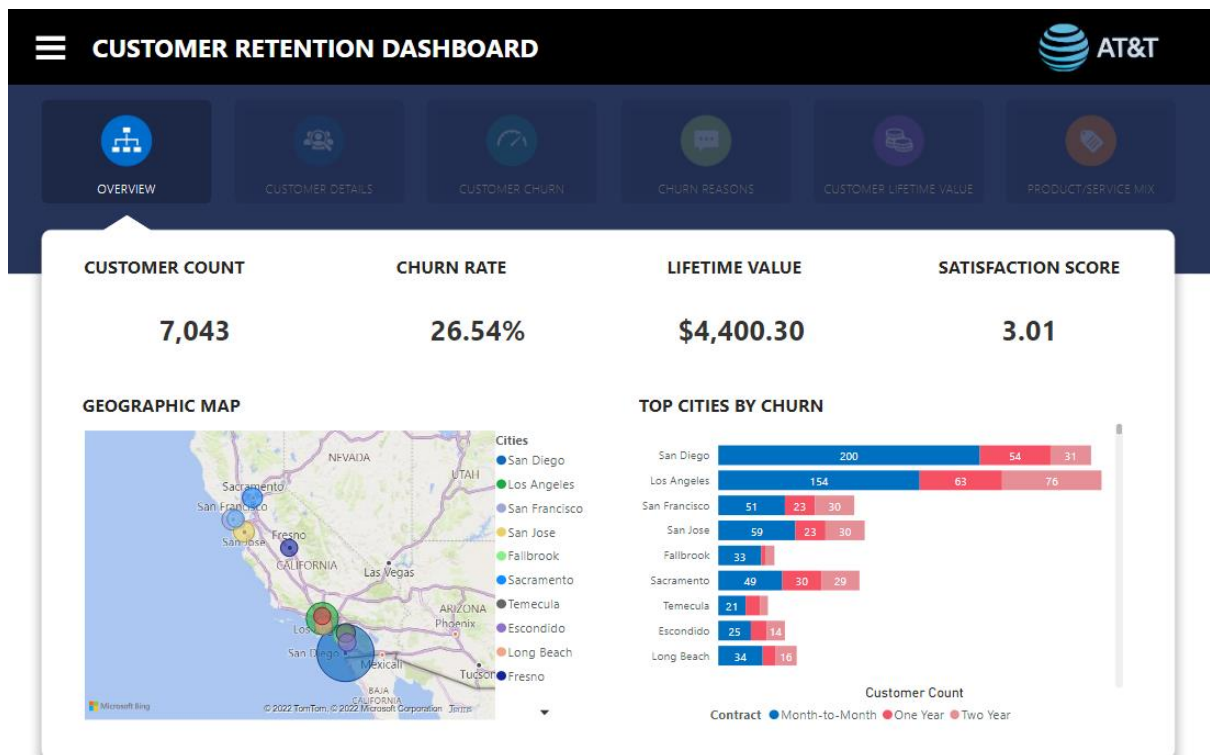 CUSTOMER RETENTION DASHBOARD
AT&T
OVERVIEW
CUSTOMER DETAILS
CUSTOMER CHURN
CHURN REASONS
CUSTOMER LIFETIME VALUE
PRODUCT/SERVICE MIX
CUSTOMER COUNT
CHURN RATE
LIFETIME VALUE
SATISFACTION SCORE
7,043
26.54%
$4,400.30
3.01
GEOGRAPHIC MAP
NEVADA
UTAH
Sacramento
San Francisco
San Jose
Fresno
CALIFORNIA
Las Vegas
ARIZONA
Phoenix
Los
San Diego
Mexicali
Tucson
BAJA
CALIFORNIA
Microsoft Bing
© 2022 TomTom, © 2022 Microsoft Corporation Terms
Cities
San Diego
Los Angeles
San Francisco
San Jose
Fallbrook
Sacramento
Temecula
Escondido
Long Beach
Fresno
TOP CITIES BY CHURN
San Diego 200 54 31
Los Angeles 154 63 76
San Francisco 51 23 30
San Jose 59 23 30
Fallbrook 33
Sacramento 49 30 29
Temecula 21
Escondido 25 14
Long Beach 34 16
Customer Count
Contract Month-to-Month One Year Two Year